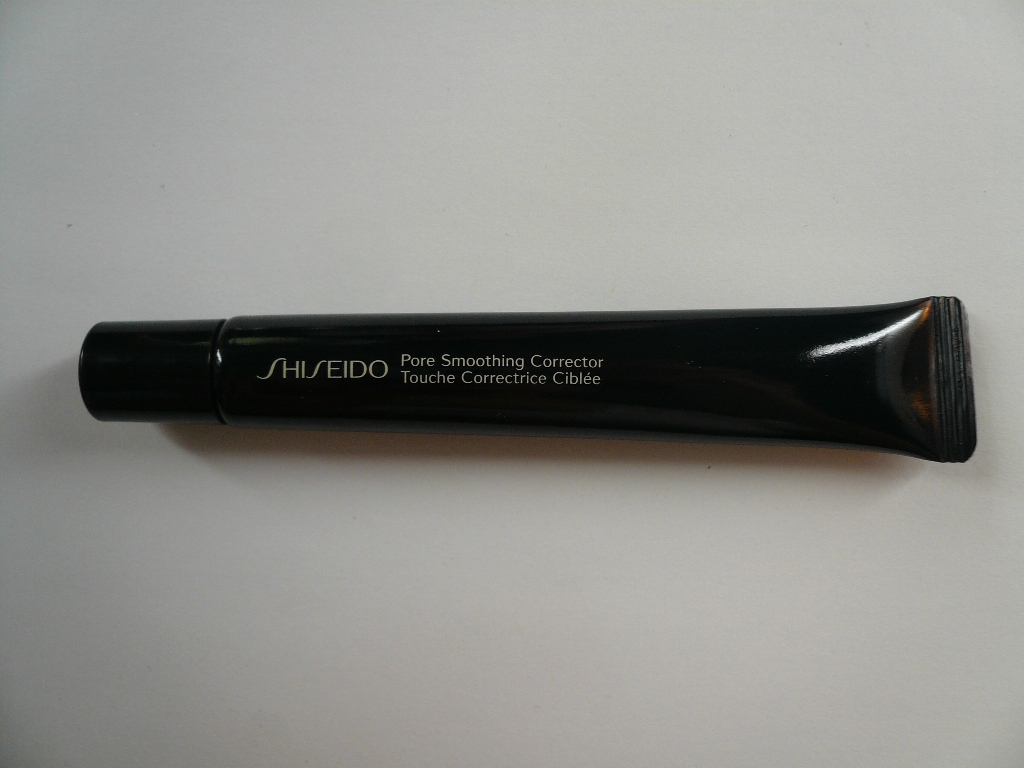 SHISEIDO
Pore Smoothing Corrector
Touche Correctrice Ciblée